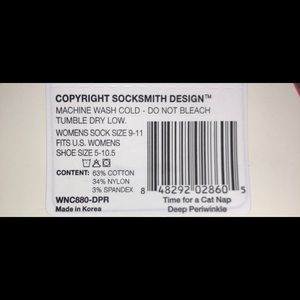 COPYRIGHT SOCKSMITH DESIGN™
MACHINE WASH COLD - DO NOT BLEACH
TUMBLE DRY LOW.
WOMENS SOCK SIZE 9-11
FITS U.S. WOMENS
SHOE SIZE 5-10.5
CONTENT: 63% COTTON
34% NYLON
3% SPANDEX
WNC880-DPR
Made in Korea
8 48292 02860 5
Time for a Cat Nap
Deep Periwinkle